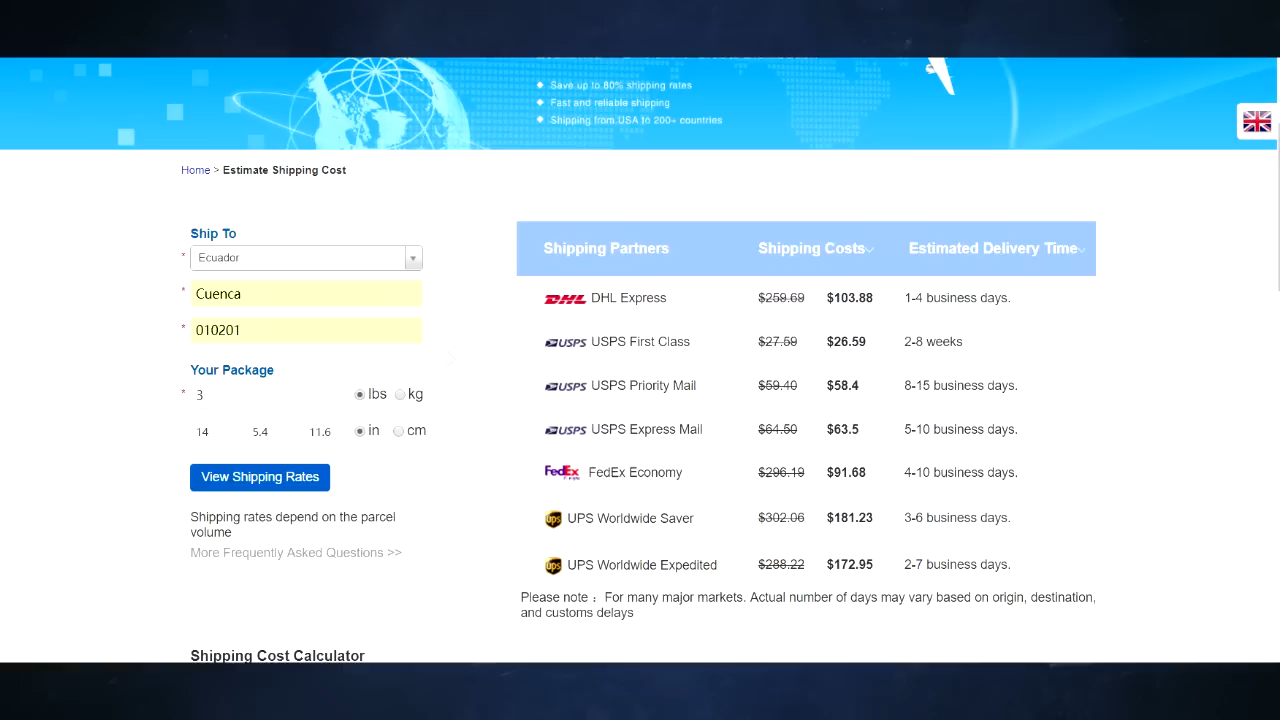 Save up to 80% shipping rates
Fast and reliable shipping
Shipping from USA to 200+ countries
Home > Estimate Shipping Cost
Ship To
* Ecuador
* Cuenca
* 010201
Your Package
* 3 lbs kg
14 5.4 11.6 in cm
View Shipping Rates
Shipping rates depend on the parcel
volume
More Frequently Asked Questions >>
Shipping Partners Shipping Costs Estimated Delivery Time
DHL DHL Express $259.69 $103.88 1-4 business days.
USPS USPS First Class $27.59 $26.59 2-8 weeks
USPS USPS Priority Mail $59.40 $58.4 8-15 business days.
USPS USPS Express Mail $64.50 $63.5 5-10 business days.
FedEx FedEx Economy $296.19 $91.68 4-10 business days.
ups UPS Worldwide Saver $302.06 $181.23 3-6 business days.
ups UPS Worldwide Expedited $288.22 $172.95 2-7 business days.
Please note : For many major markets. Actual number of days may vary based on origin, destination,
and customs delays
Shipping Cost Calculator